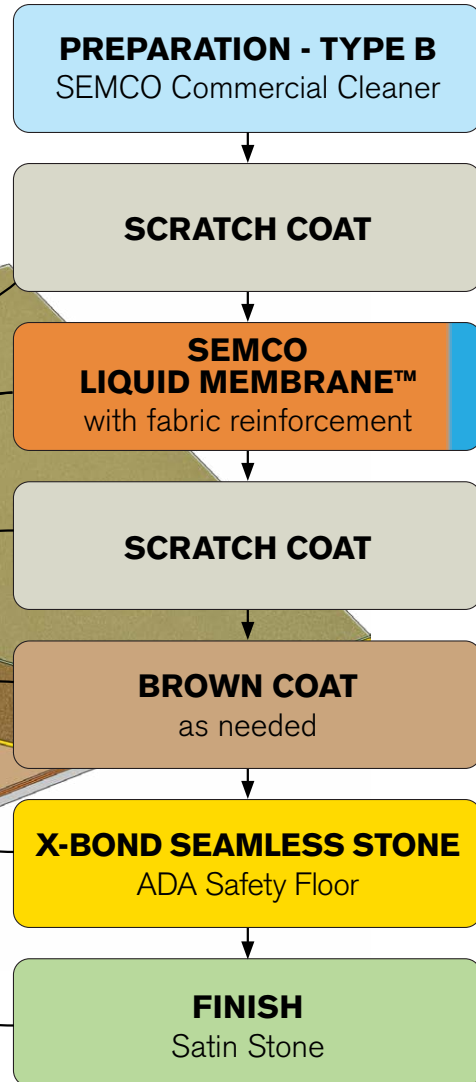 PREPARATION - TYPE B
SEMCO Commercial Cleaner
SCRATCH COAT
SEMCO
LIQUID MEMBRANE™
with fabric reinforcement
SCRATCH COAT
BROWN COAT
as needed
X-BOND SEAMLESS STONE
ADA Safety Floor
FINISH
Satin Stone